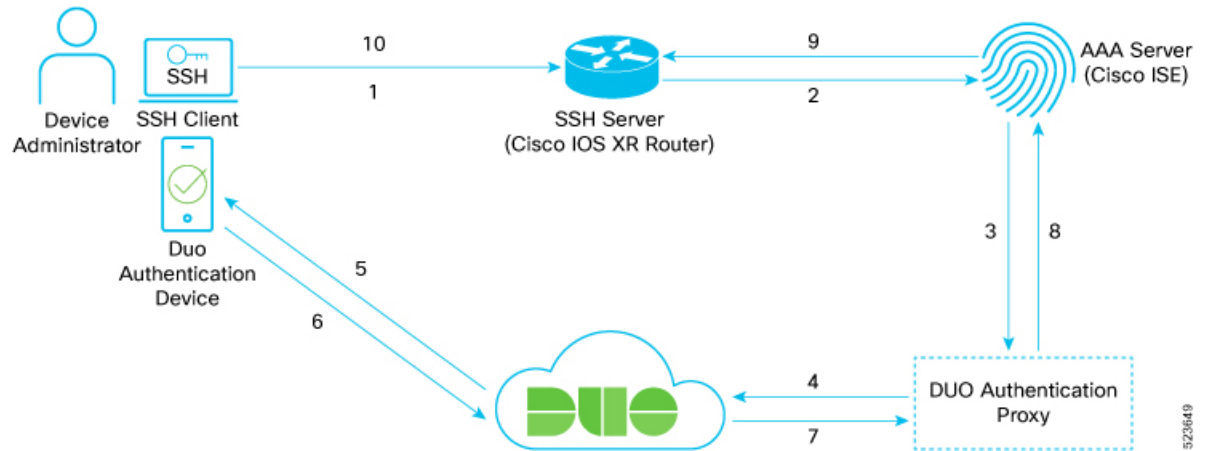 10
1
9
2
AAA Server
(Cisco ISE)
SSH
Device
Administrator
SSH Client
SSH Server
(Cisco IOS XR Router)
Duo
Authentication
Device
3
8
5
6
DUO
4
7
DUO Authentication
Proxy
523649